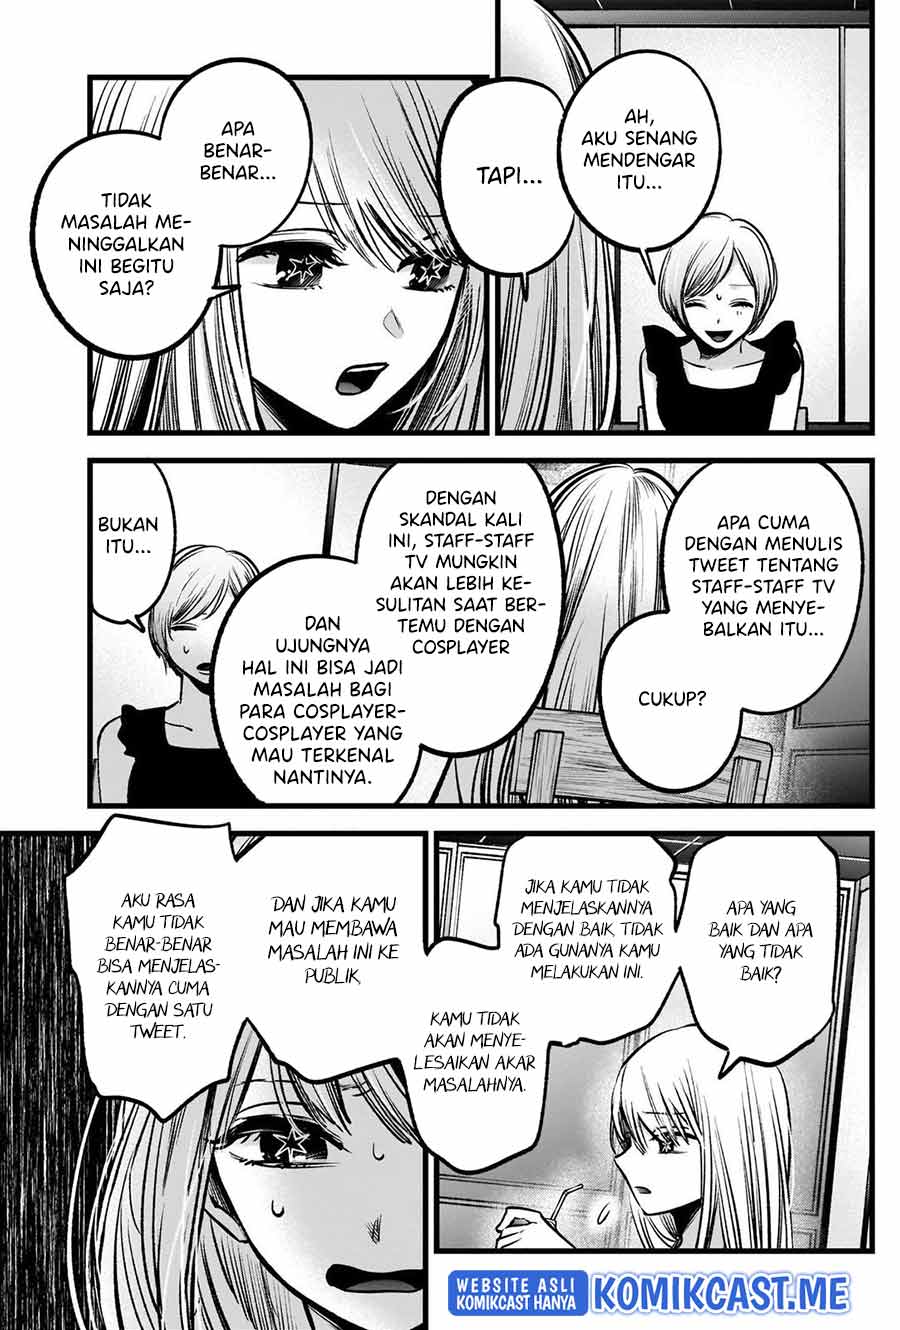 AH,
AKU SENANG
MENDENGAR
ITU...
TAPI...
APA
BENAR-
BENAR...
TIDAK
MASALAH ME-
NINGGALKAN
INI BEGITU
SAJA?
APA CUMA
DENGAN MENULIS
TWEET TENTANG
STAFF-STAFF TV
YANG MENYE-
BALKAN ITU...
CUKUP?
DENGAN
SKANDAL KALI
INI, STAFF-STAFF
TV MUNGKIN
AKAN LEBIH KE-
SULITAN SAAT BER-
TEMU DENGAN
COSPLAYER
DAN
UJUNGNYA
HAL INI BISA JADI
MASALAH BAGI
PARA COSPLAYER-
COSPLAYER YANG
MAU TERKENAL
NANTINYA.
BUKAN
ITU...
APA YANG
BAIK DAN APA
YANG TIDAK
BAIK?
JIKA KAMU TIDAK
MENJELASKANNYA
DENGAN BAIK, TIDAK
ADA GUNANYA KAMU
MELAKUKAN INI.
KAMU TIDAK
AKAN MENYE-
LESAIKAN AKAR
MASALAHNYA.
DAN JIKA KAMU
MAU MEMBAWA
MASALAH INI KE
PUBLIK,
AKU RASA
KAMU TIDAK
BENAR-BENAR
BISA MENJELAS-
KANNYA CUMA
DENGAN SATU
TWEET.
WEBSITE ASLI
KOMIKCAST HANYA
KOMIKCAST.ME